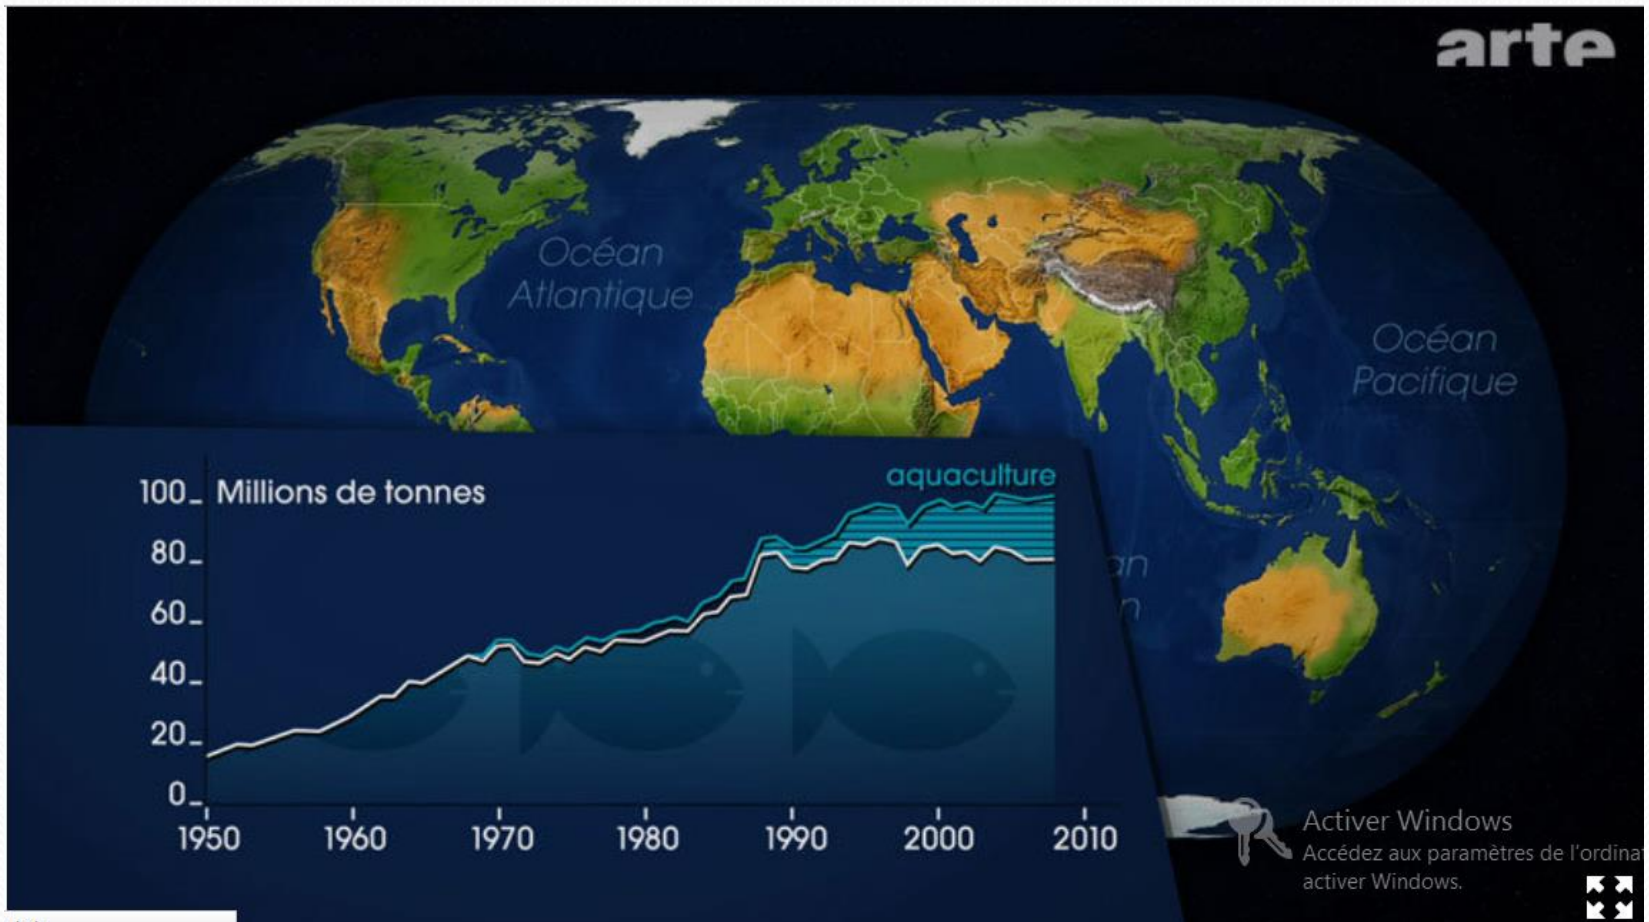 arte
Océan
Atlantique
Océan
Pacifique
aquaculture
100 Millions de tonnes
80
60
40
20
0
1950 1960 1970 1980 1990 2000 2010
Activer Windows
Accédez aux paramètres de l'ordina
activer Windows.